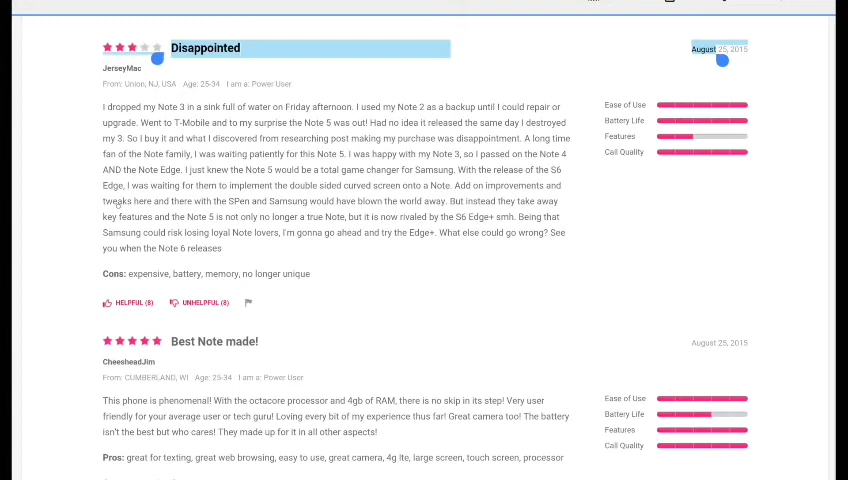 Disappointed August 25, 2015
JerseyMac
From: Union, NJ, USA Age: 25-34 I am a: Power User
I dropped my Note 3 in a sink full of water on Friday afternoon. I used my Note 2 as a backup until I could repair or
upgrade. Went to T-Mobile and to my surprise the Note 5 was out! Had no idea it released the same day I destroyed
my 3. So I buy it and what I discovered from researching post making my purchase was disappointment. A long time
fan of the Note family, I was waiting patiently for this Note 5. I was happy with my Note 3, so I passed on the Note 4
AND the Note Edge. I just knew the Note 5 would be a total game changer for Samsung. With the release of the S6
Edge, I was waiting for them to implement the double sided curved screen onto a Note. Add on improvements and
tweaks here and there with the SPen and Samsung would have blown the world away. But instead they take away
key features and the Note 5 is not only no longer a true Note, but it is now rivaled by the S6 Edge+ smh. Being that
Samsung could risk losing loyal Note lovers, I'm gonna go ahead and try the Edge+. What else could go wrong? See
you when the Note 6 releases
Cons: expensive, battery, memory, no longer unique
HELPFUL (8) UNHELPFUL (8)
Ease of Use
Battery Life
Features
Call Quality
Best Note made! August 25, 2015
CheesheadJim
From: CUMBERLAND, WI Age: 25-34 I am a: Power User
This phone is phenomenal! With the octacore processor and 4gb of RAM, there is no skip in its step! Very user
friendly for your average user or tech guru! Loving every bit of my experience thus far! Great camera too! The battery
isn't the best but who cares! They made up for it in all other aspects!
Pros: great for texting, great web browsing, easy to use, great camera, 4g lte, large screen, touch screen, processor
Ease of Use
Battery Life
Features
Call Quality